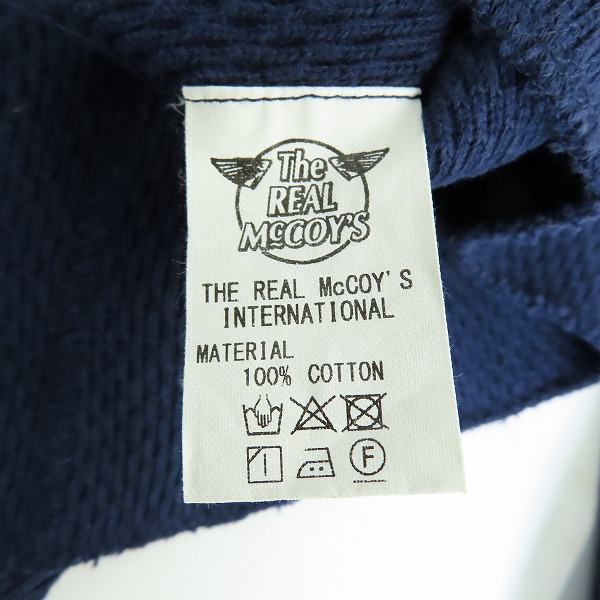 The
REAL
McCOY'S
THE REAL McCOY'S
INTERNATIONAL
MATERIAL
100% COTTON
F